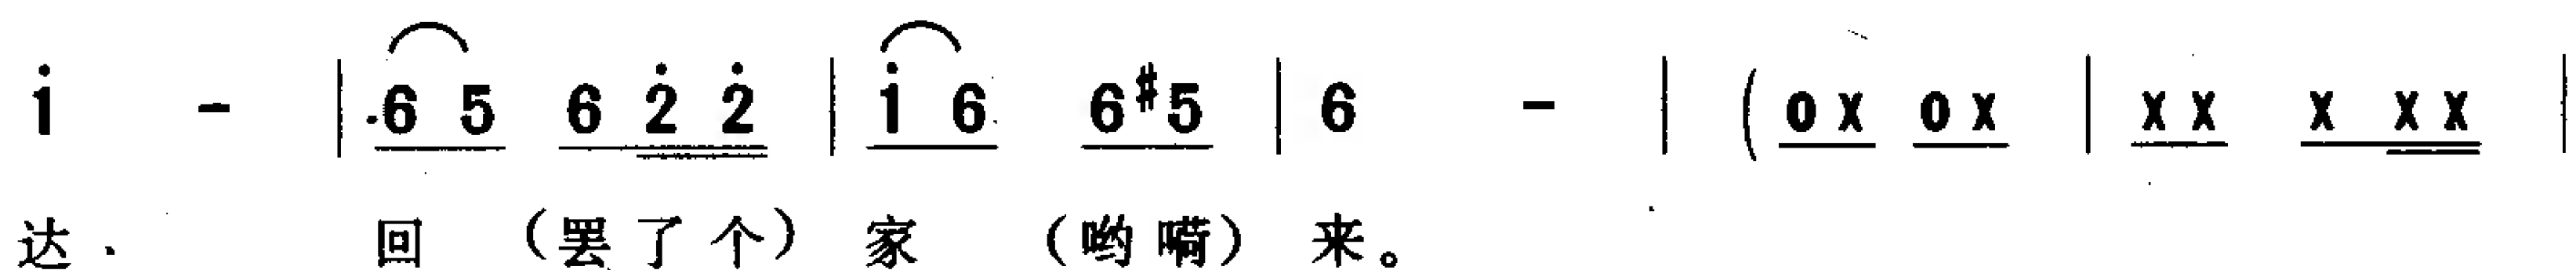 i̇ - | 6 5 6 2̇ 2̇ | i̇ 6 6 #5 | 6 - | ( 0 X 0 X | X X X X X |
达 回 (罢了个) 家 (哟嗬) 来。